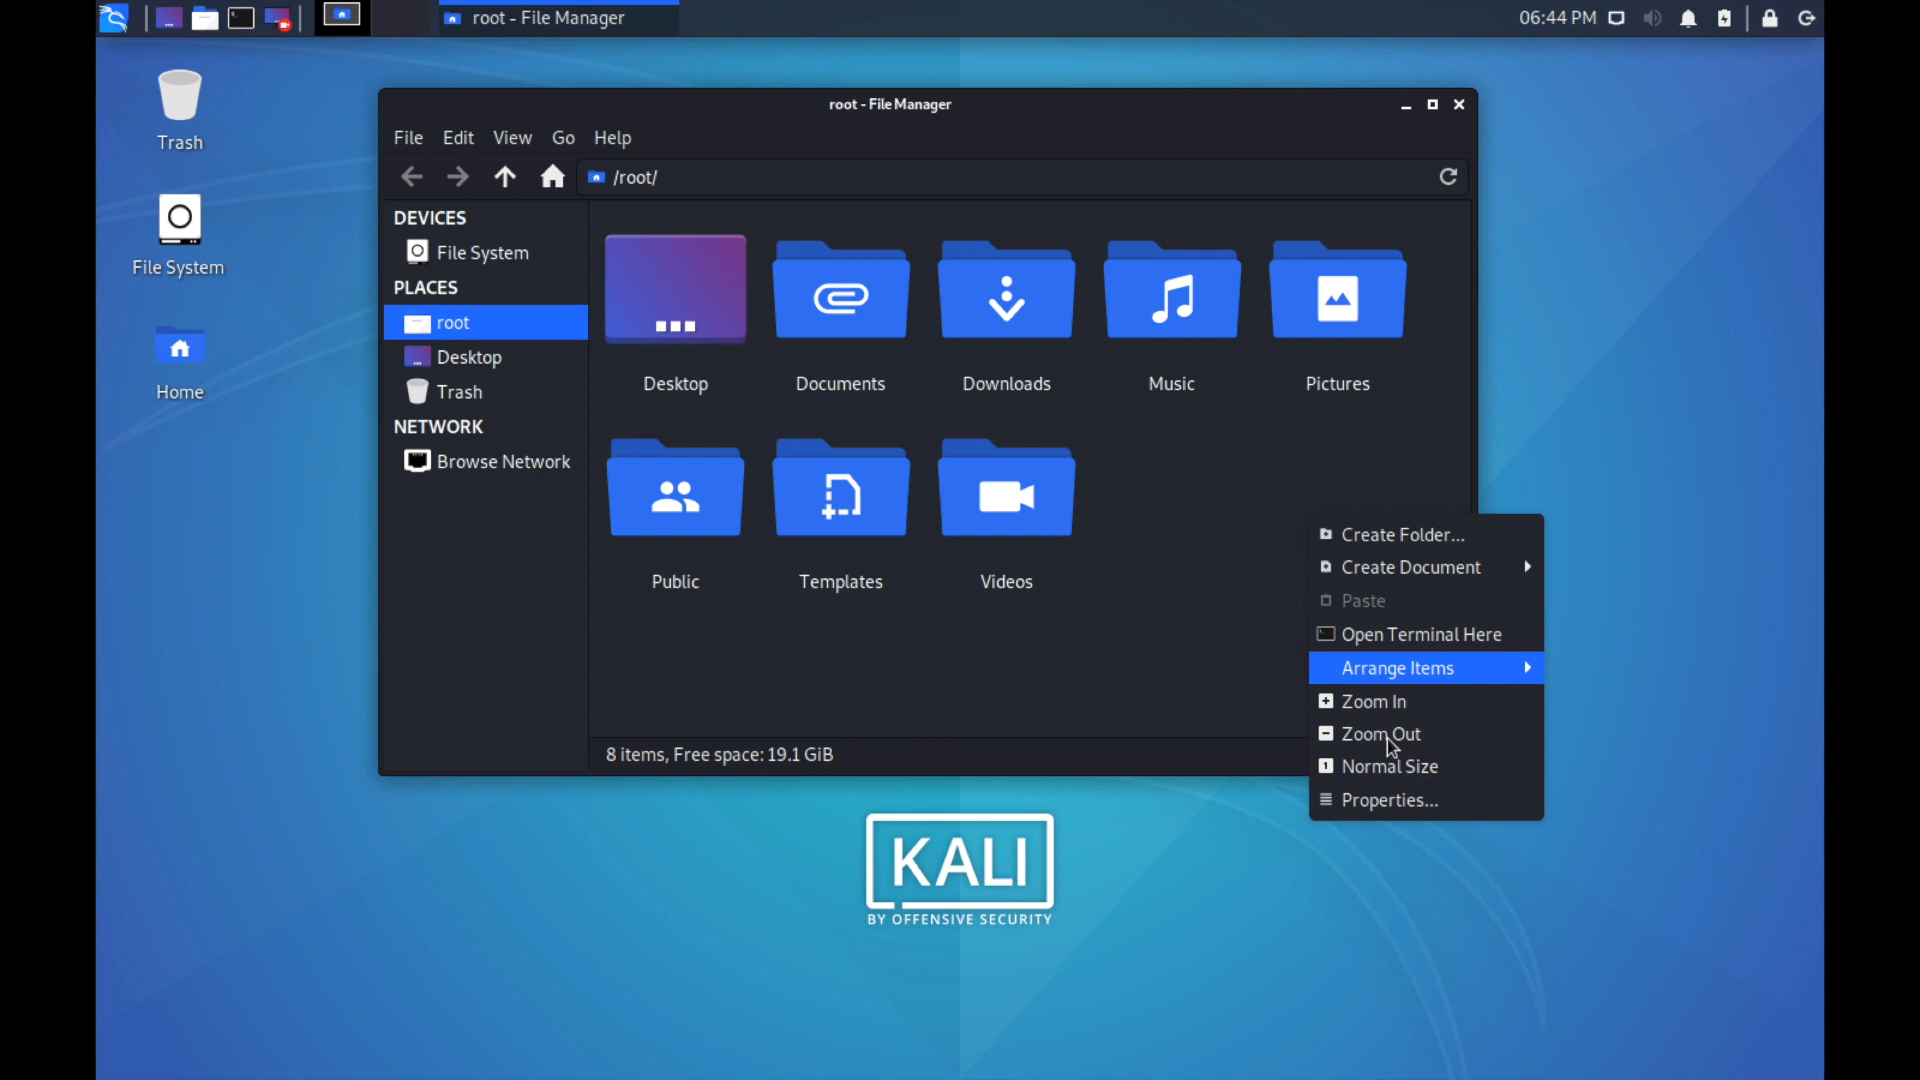 root - File Manager
06:44 PM
Trash
File System
Home
root - File Manager
File Edit View Go Help
/root/
DEVICES
File System
PLACES
root
Desktop
Trash
NETWORK
Browse Network
Desktop
Documents
Downloads
Music
Pictures
Public
Templates
Videos
8 items, Free space: 19.1 GiB
Create Folder...
Create Document
Paste
Open Terminal Here
Arrange Items
Zoom In
Zoom Out
Normal Size
Properties...
KALI
BY OFFENSIVE SECURITY